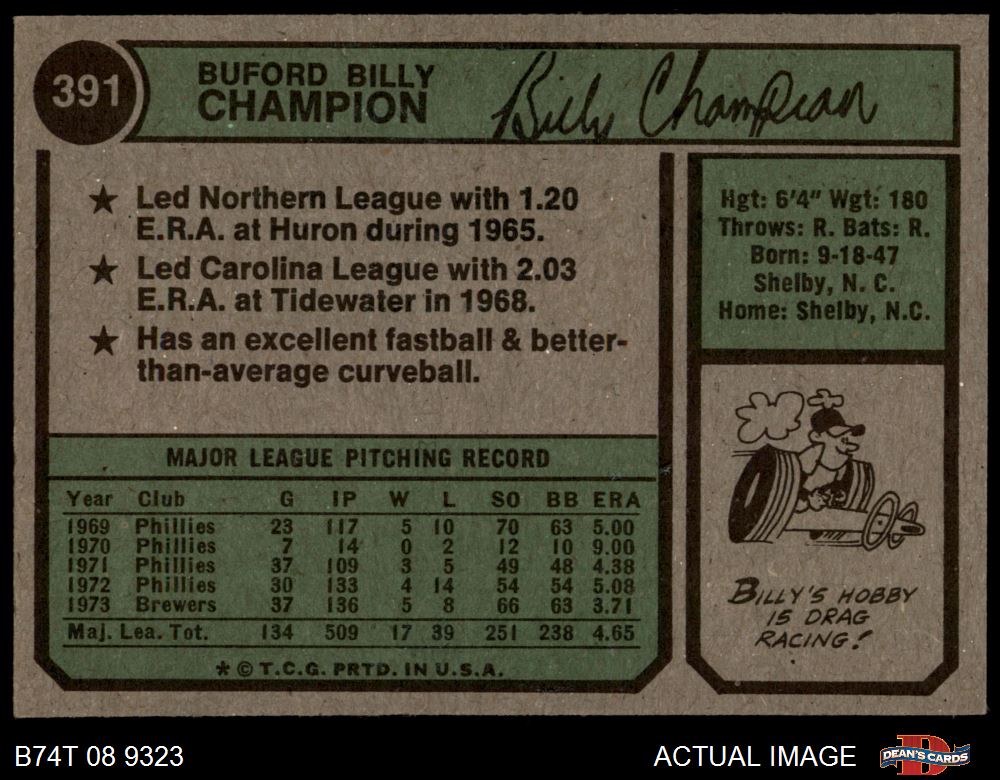 391
BUFORD BILLY
CHAMPION
Billy Champion
★ Led Northern League with 1.20
E.R.A. at Huron during 1965.
★ Led Carolina League with 2.03
E.R.A. at Tidewater in 1968.
★ Has an excellent fastball & better-
than-average curveball.
Hgt: 6'4" Wgt: 180
Throws: R. Bats: R.
Born: 9-18-47
Shelby, N. C.
Home: Shelby, N.C.
MAJOR LEAGUE PITCHING RECORD
Year Club G IP W L SO BB ERA
1969 Phillies 23 117 5 10 70 63 5.00
1970 Phillies 7 14 0 2 12 10 9.00
1971 Phillies 37 109 3 5 49 48 4.38
1972 Phillies 30 133 4 14 54 54 5.08
1973 Brewers 37 136 5 8 66 63 3.71
Maj. Lea. Tot. 134 509 17 39 251 238 4.65
* © T.C.G. PRTD. IN U.S.A.
BILLY'S HOBBY
IS DRAG
RACING!
B74T 08 9323
ACTUAL IMAGE
D
DEAN'S CARDS